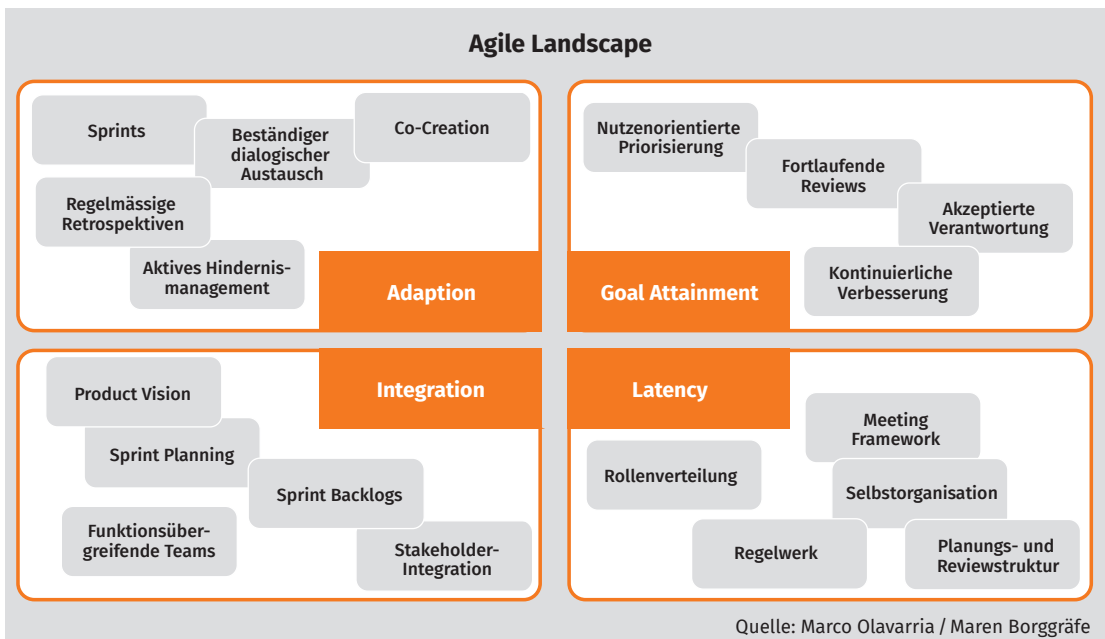 Agile Landscape
Sprints
Beständiger
dialogischer
Austausch
Co-Creation
Regelmässige
Retrospektiven
Aktives Hindernis-
management
Adaption
Nutzenorientierte
Priorisierung
Fortlaufende
Reviews
Akzeptierte
Verantwortung
Kontinuierliche
Verbesserung
Goal Attainment
Integration
Product Vision
Sprint Planning
Sprint Backlogs
Funktionsüber-
greifende Teams
Stakeholder-
Integration
Latency
Meeting
Framework
Rollenverteilung
Selbstorganisation
Regelwerk
Planungs- und
Reviewstruktur
Quelle: Marco Olavarria / Maren Borggräfe